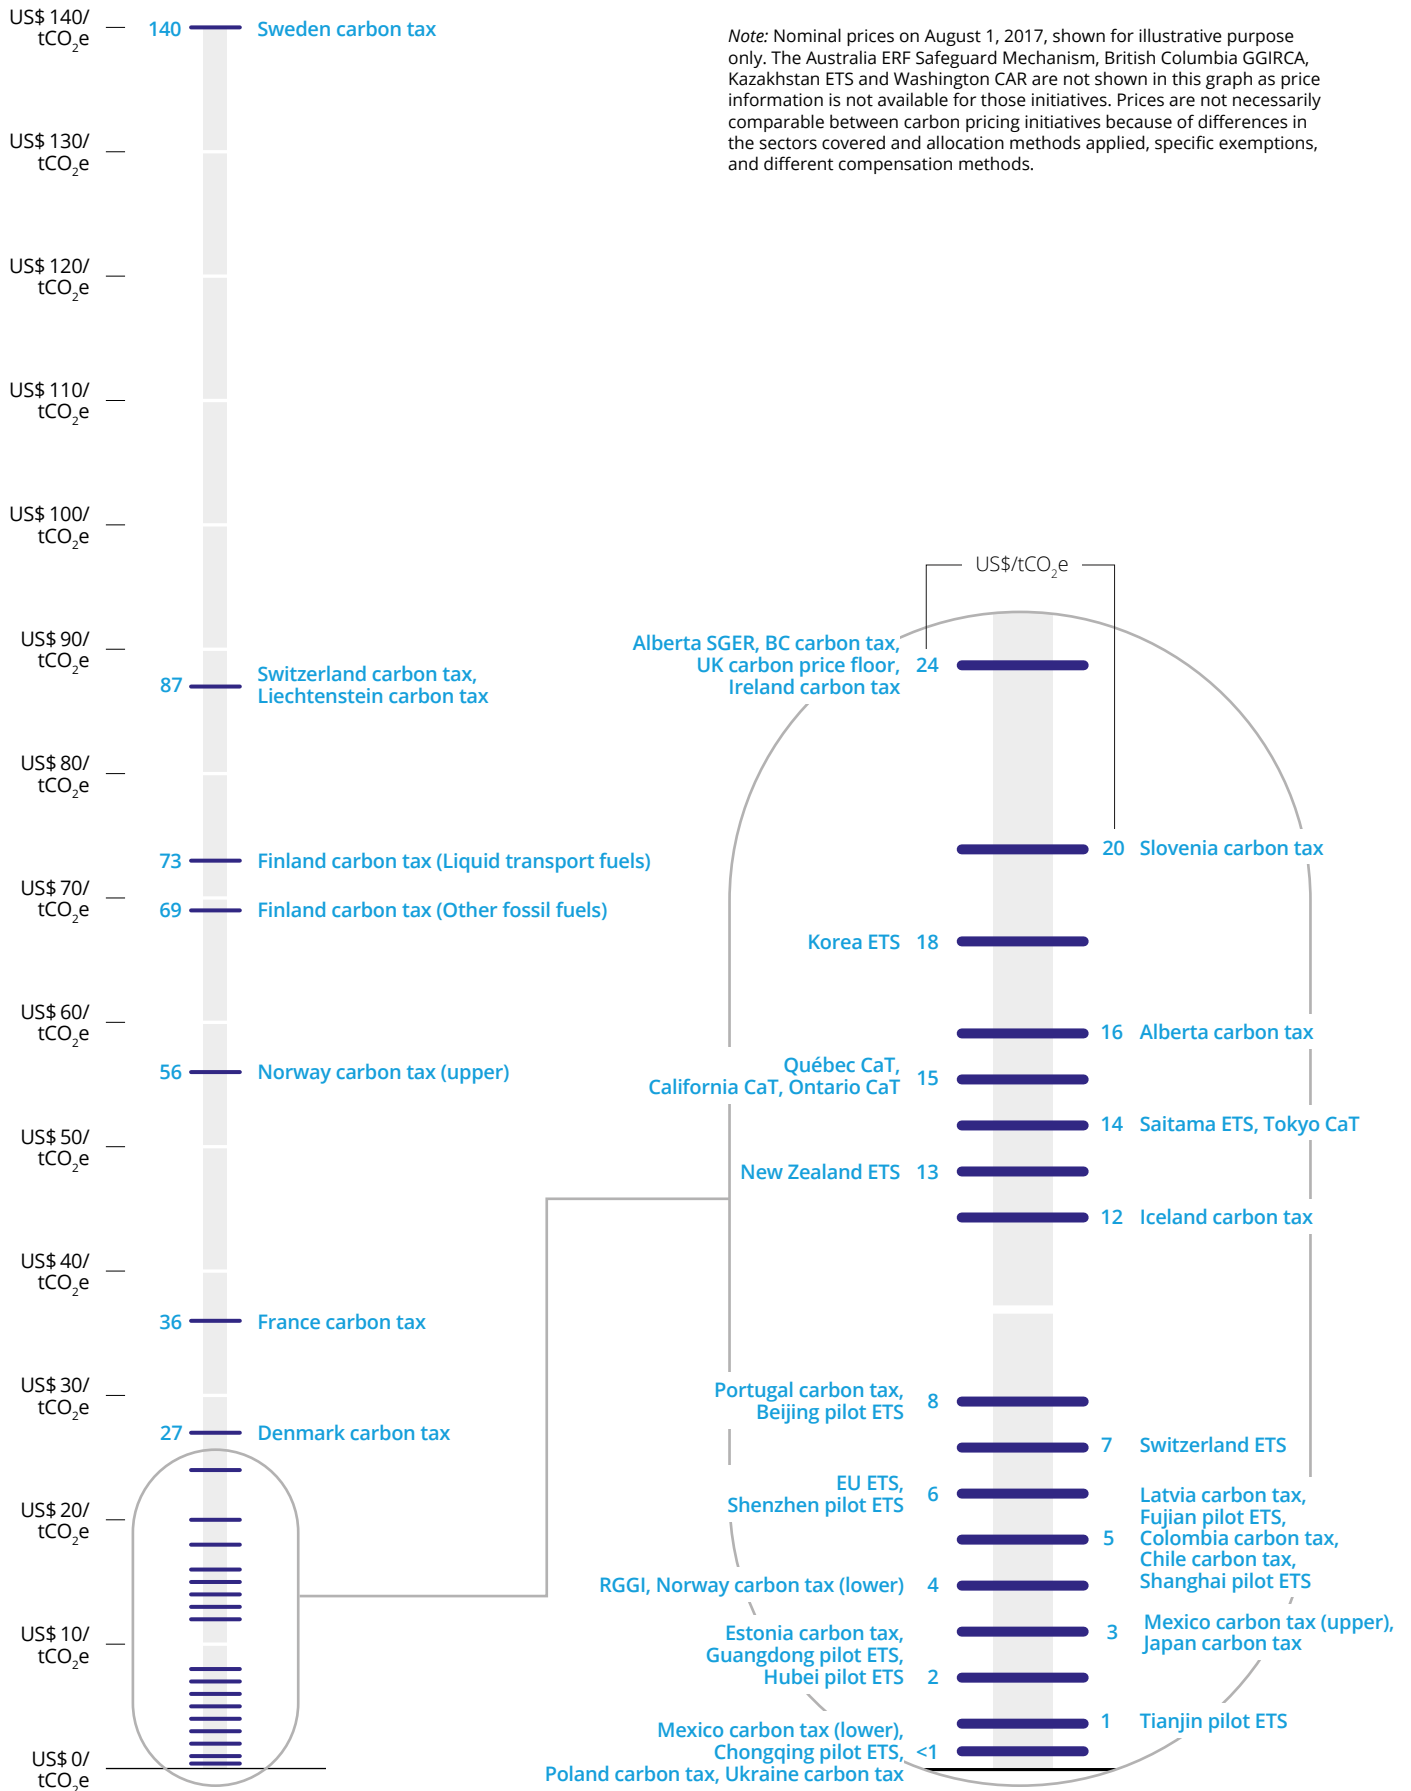 US$ 140/
tCO2e
140
Sweden carbon tax
Note: Nominal prices on August 1, 2017, shown for illustrative purpose
only. The Australia ERF Safeguard Mechanism, British Columbia GGIRCA,
Kazakhstan ETS and Washington CAR are not shown in this graph as price
information is not available for those initiatives. Prices are not necessarily
comparable between carbon pricing initiatives because of differences in
the sectors covered and allocation methods applied, specific exemptions,
and different compensation methods.
US$ 130/
tCO2e
US$ 120/
tCO2e
US$ 110/
tCO2e
US$ 100/
tCO2e
US$ 90/
tCO2e
87
Switzerland carbon tax,
Liechtenstein carbon tax
US$ 80/
tCO2e
73
Finland carbon tax (Liquid transport fuels)
US$ 70/
tCO2e
69
Finland carbon tax (Other fossil fuels)
US$ 60/
tCO2e
56
Norway carbon tax (upper)
US$ 50/
tCO2e
US$ 40/
tCO2e
36
France carbon tax
US$ 30/
tCO2e
27
Denmark carbon tax
US$ 20/
tCO2e
US$ 10/
tCO2e
US$ 0/
tCO2e
US$/tCO2e
Alberta SGER, BC carbon tax,
UK carbon price floor,
Ireland carbon tax
24
20
Slovenia carbon tax
Korea ETS
18
16
Alberta carbon tax
Québec CaT,
California CaT, Ontario CaT
15
14
Saitama ETS, Tokyo CaT
New Zealand ETS
13
12
Iceland carbon tax
Portugal carbon tax,
Beijing pilot ETS
8
7
Switzerland ETS
EU ETS,
Shenzhen pilot ETS
6
5
Latvia carbon tax,
Fujian pilot ETS,
Colombia carbon tax,
Chile carbon tax,
Shanghai pilot ETS
RGGI, Norway carbon tax (lower)
4
3
Mexico carbon tax (upper),
Japan carbon tax
Estonia carbon tax,
Guangdong pilot ETS,
Hubei pilot ETS
2
1
Tianjin pilot ETS
Mexico carbon tax (lower),
Chongqing pilot ETS,
Poland carbon tax, Ukraine carbon tax
<1